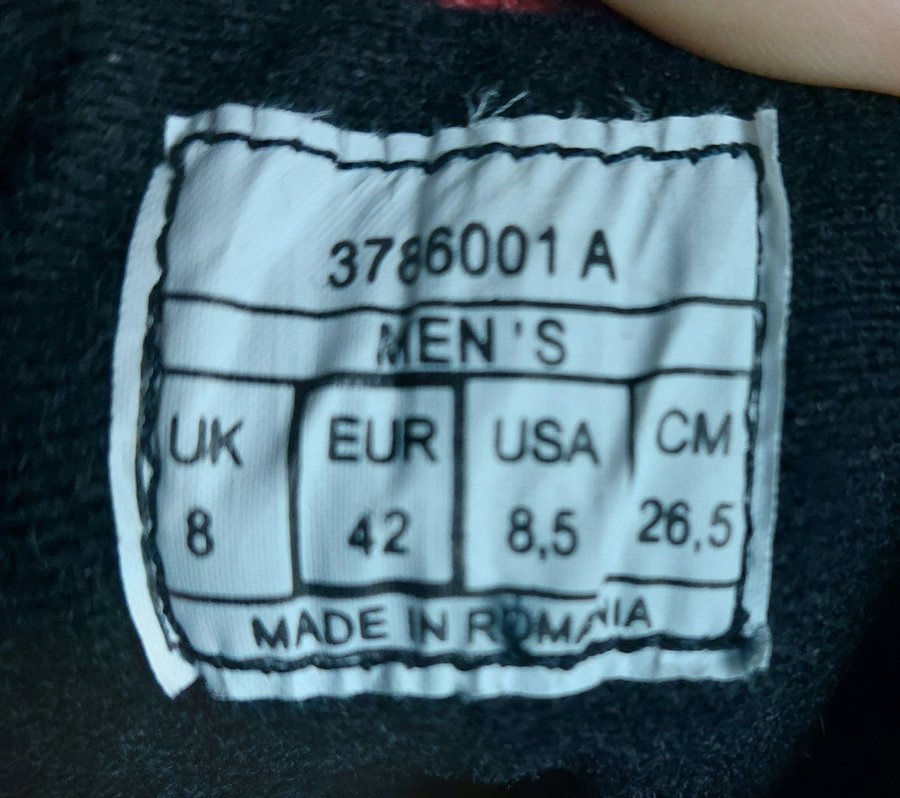 3786001 A
MEN'S
UK EUR USA CM
8 42 8,5 26,5
MADE IN ROMANIA